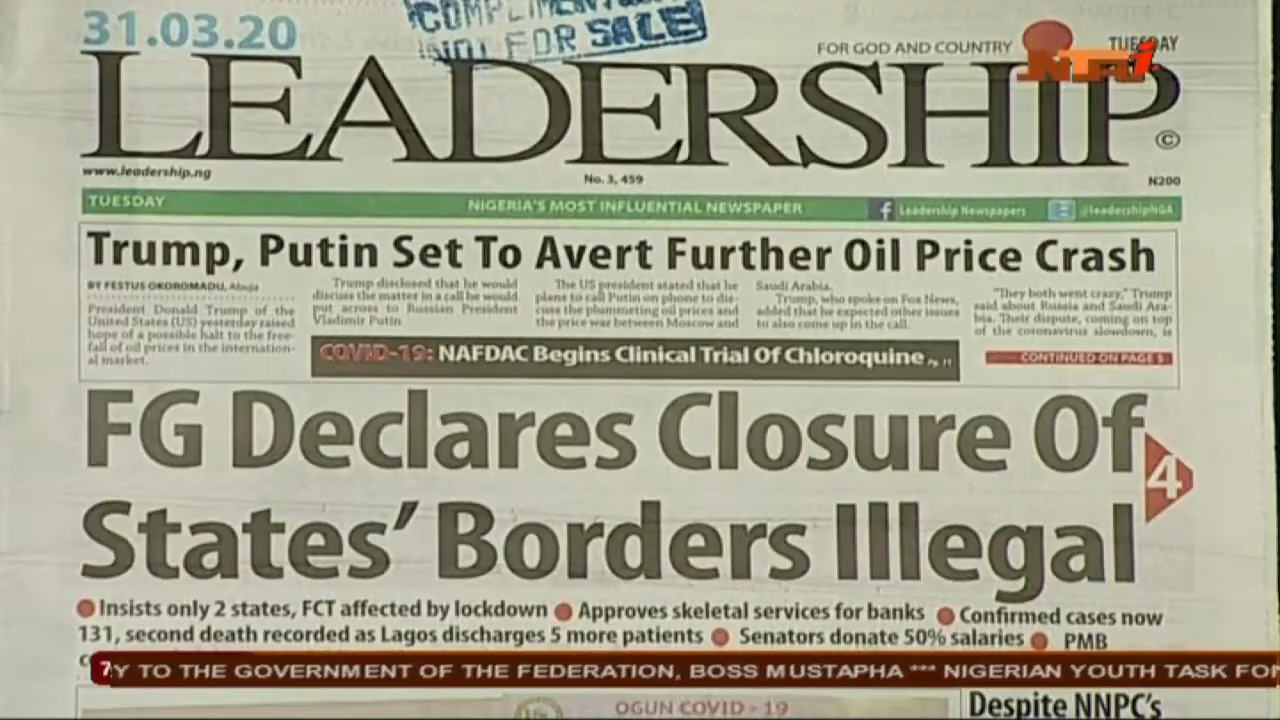 31.03.20
NOT FOR SALE
FOR GOD AND COUNTRY
TUESDAY
NTAi
LEADERSHIP
©
www.leadership.ng
No. 3, 459
N200
TUESDAY
NIGERIA'S MOST INFLUENTIAL NEWSPAPER
f Leadership Newspapers
@leadershipNGA
Trump, Putin Set To Avert Further Oil Price Crash
BY FESTUS OKOROMADU, Abuja
President Donald Trump of the
United States (US) yesterday raised
hope of a possible halt to the free-
fall of oil prices in the internation-
al market.
Trump disclosed that he would
discuss the matter in a call he would
put across to Russian President
Vladimir Putin
The US president stated that he
plans to call Putin on phone to dis-
cuss the plummeting oil prices and
the price war between Moscow and
Saudi Arabia.
Trump, who spoke on Fox News,
added that he expected other issues
to also come up in the call.
"They both went crazy," Trump
said about Russia and Saudi Ara-
bia. Their dispute, coming on top
of the coronavirus slowdown, is
CONTINUED ON PAGE 5
COVID-19: NAFDAC Begins Clinical Trial Of Chloroquine
FG Declares Closure Of
States' Borders Illegal
4
Insists only 2 states, FCT affected by lockdown Approves skeletal services for banks Confirmed cases now
131, second death recorded as Lagos discharges 5 more patients Senators donate 50% salaries PMB
Y TO THE GOVERNMENT OF THE FEDERATION, BOSS MUSTAPHA *** NIGERIAN YOUTH TASK
OGUN COVID - 19
Despite NNPC's